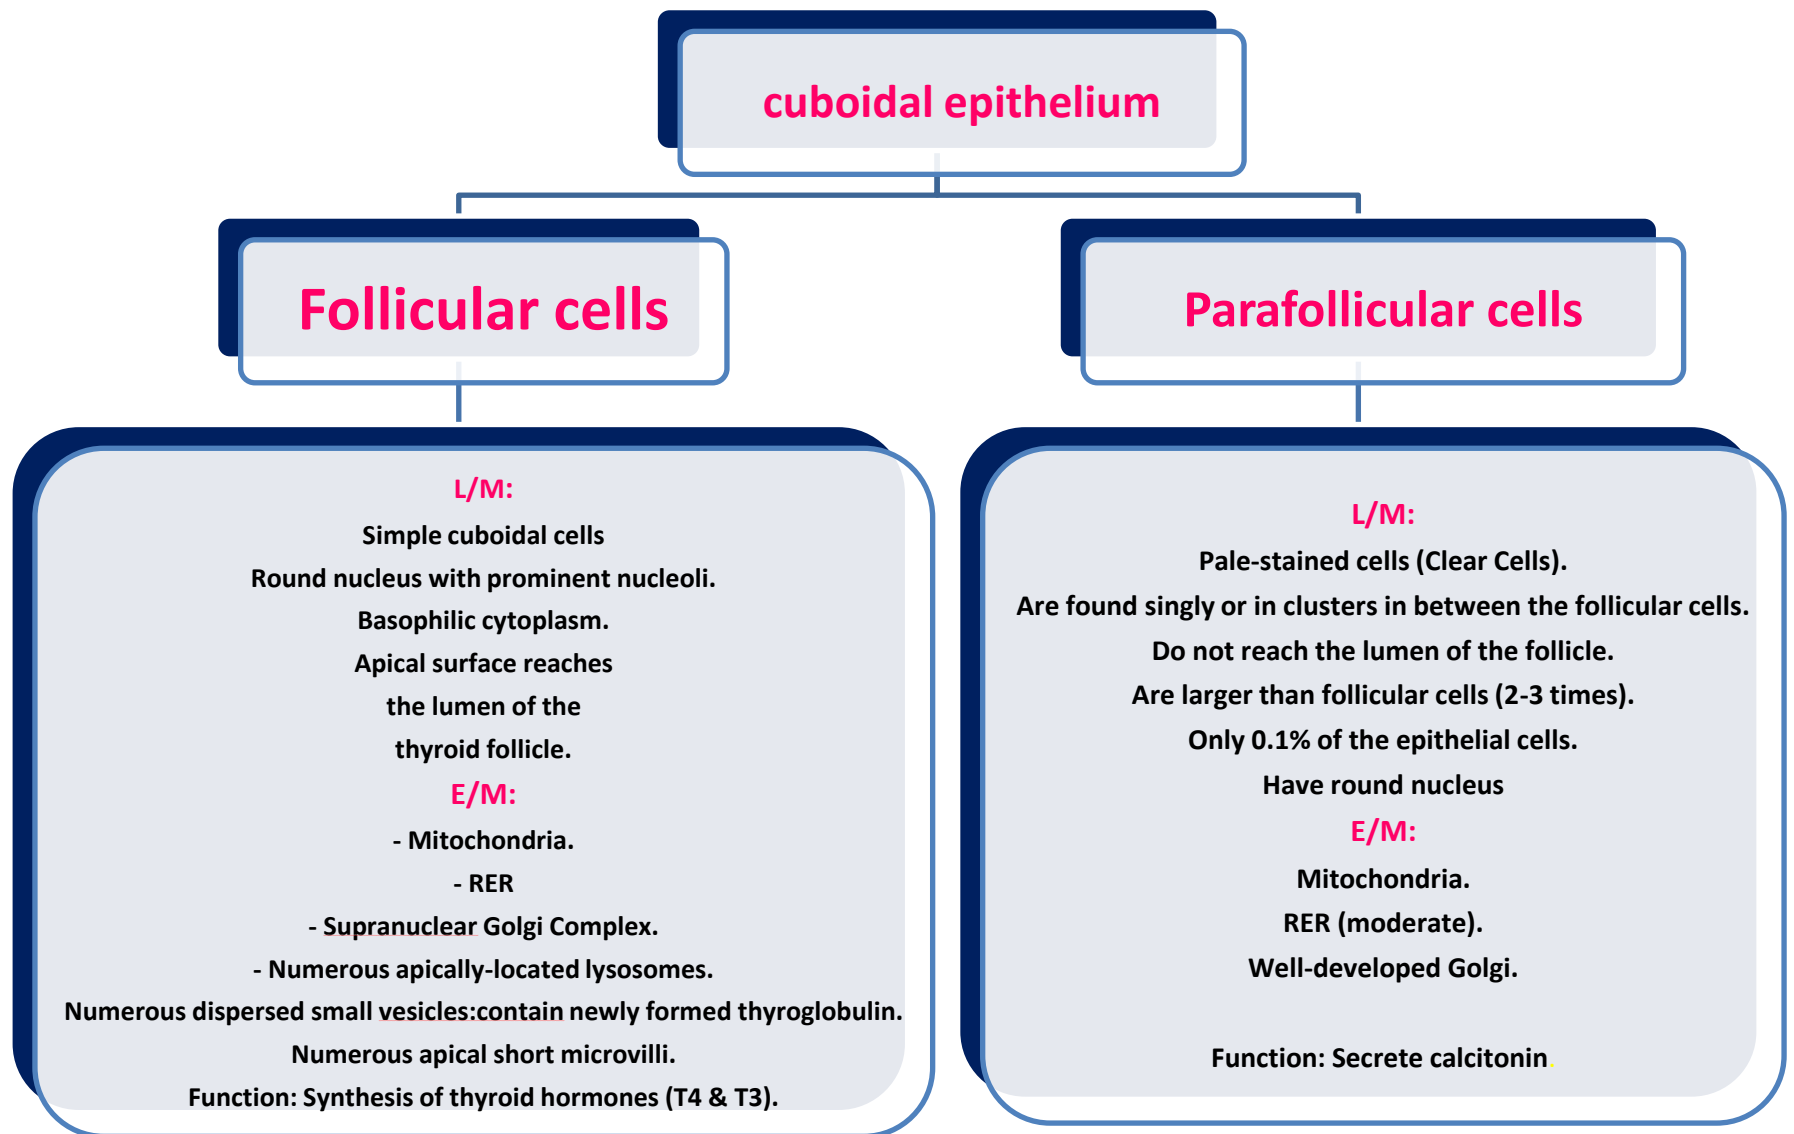 cuboidal epithelium
Follicular cells
Parafollicular cells
L/M:
Simple cuboidal cells
Round nucleus with prominent nucleoli.
Basophilic cytoplasm.
Apical surface reaches
the lumen of the
thyroid follicle.
E/M:
- Mitochondria.
- RER
- Supranuclear Golgi Complex.
- Numerous apically-located lysosomes.
Numerous dispersed small vesicles:contain newly formed thyroglobulin.
Numerous apical short microvilli.
Function: Synthesis of thyroid hormones (T4 & T3).
L/M:
Pale-stained cells (Clear Cells).
Are found singly or in clusters in between the follicular cells.
Do not reach the lumen of the follicle.
Are larger than follicular cells (2-3 times).
Only 0.1% of the epithelial cells.
Have round nucleus
E/M:
Mitochondria.
RER (moderate).
Well-developed Golgi.
Function: Secrete calcitonin.